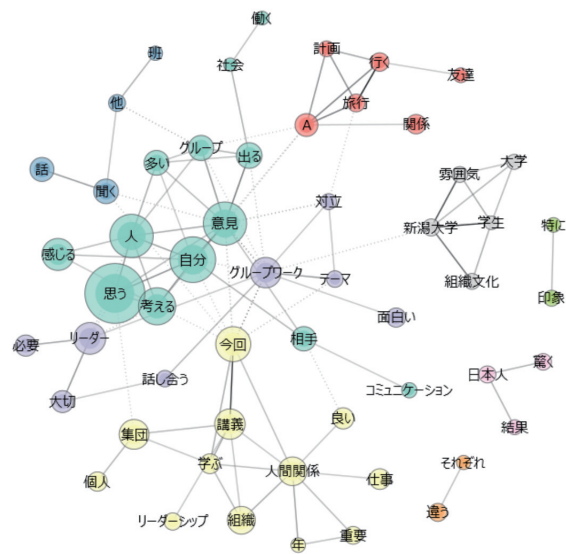 働く
班
計画
行く
社会
友達
他
旅行
A
関係
グループ
多い
出る
大学
話
聞く
雰囲気
対立
人
意見
新潟大学
学生
特に
感じる
自分
グループワーク
テーマ
組織文化
思う
考える
印象
面白い
必要
リーダー
今回
相手
驚く
日本人
話し合う
コミュニケーション
大切
良い
結果
集団
講義
学ぶ
人間関係
それぞれ
個人
仕事
リーダーシップ
組織
違う
年
重要